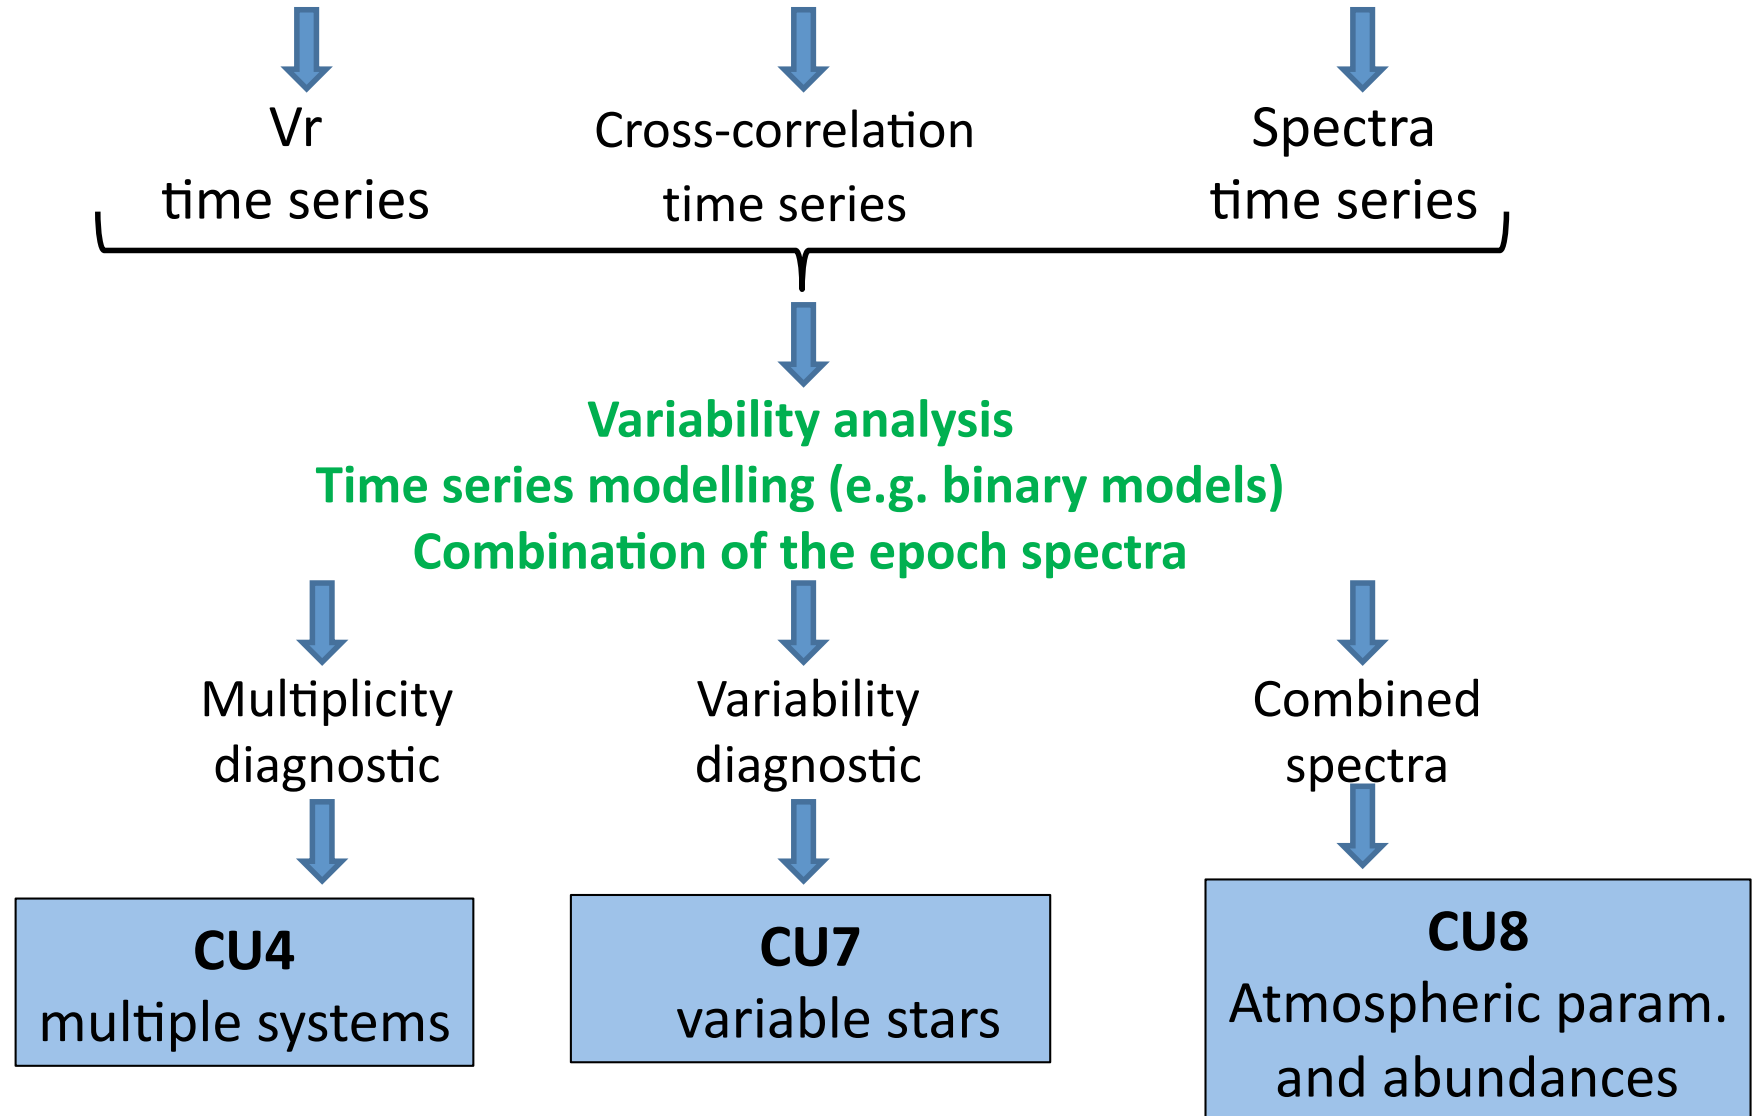 Vr
time series
Cross-correlation
time series
Spectra
time series
Variability analysis
Time series modelling (e.g. binary models)
Combination of the epoch spectra
Multiplicity
diagnostic
Variability
diagnostic
Combined
spectra
CU4
multiple systems
CU7
variable stars
CU8
Atmospheric param.
and abundances